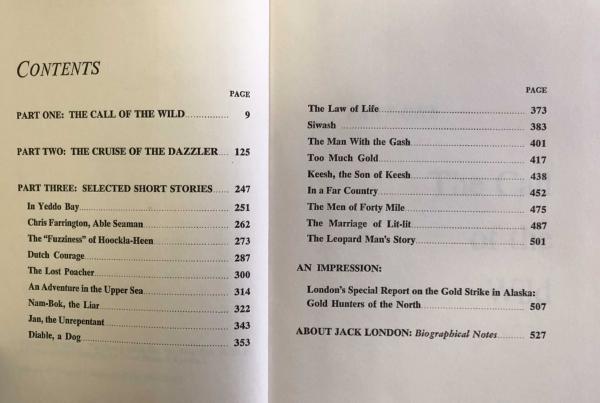 CONTENTS
PAGE
PART ONE: THE CALL OF THE WILD 9
PART TWO: THE CRUISE OF THE DAZZLER 125
PART THREE: SELECTED SHORT STORIES 247
In Yeddo Bay 251
Chris Farrington, Able Seaman 262
The "Fuzziness" of Hoockla-Heen 273
Dutch Courage 287
The Lost Poacher 300
An Adventure in the Upper Sea 314
Nam-Bok, the Liar 322
Jan, the Unrepentant 343
Diable, a Dog 353
PAGE
The Law of Life 373
Siwash 383
The Man With the Gash 401
Too Much Gold 417
Keesh, the Son of Keesh 438
In a Far Country 452
The Men of Forty Mile 475
The Marriage of Lit-lit 487
The Leopard Man's Story 501
AN IMPRESSION:
London's Special Report on the Gold Strike in Alaska:
Gold Hunters of the North 507
ABOUT JACK LONDON: Biographical Notes 527